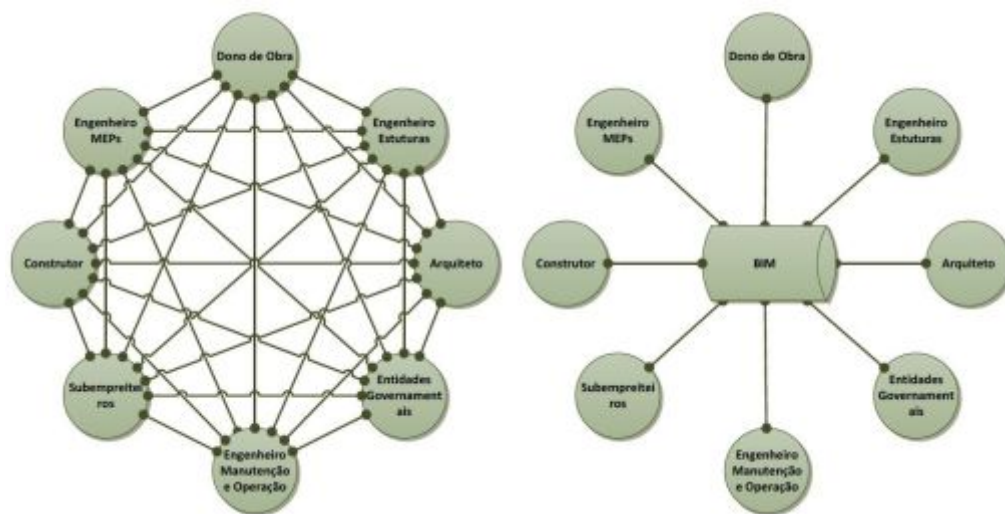 Dono de Obra
Engenheiro
MEPs
Engenheiro
Estuturas
Construtor
Arquiteto
Subempreitei
ros
Entidades
Governament
ais
Engenheiro
Manutenção
e Operação
Dono de Obra
Engenheiro
MEPs
Engenheiro
Estuturas
Construtor
BIM
Arquiteto
Subempreitei
ros
Entidades
Governament
ais
Engenheiro
Manutenção
e Operação